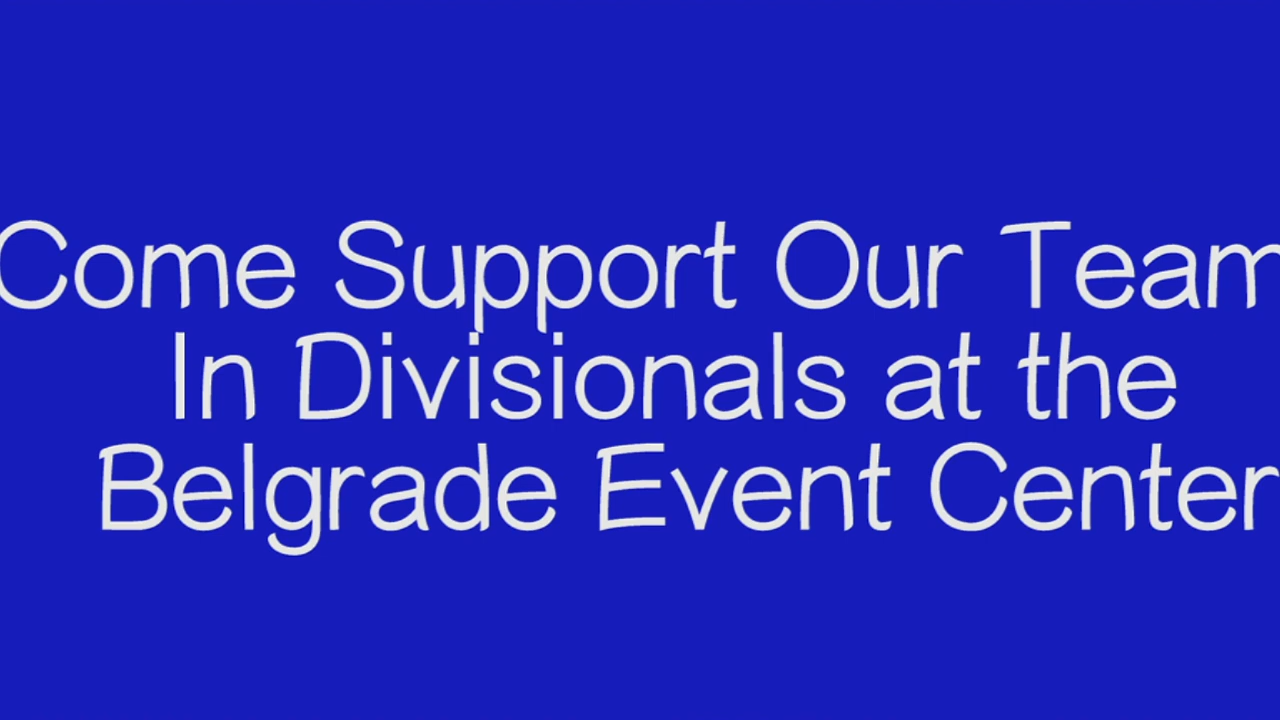 Come Support Our Team
In Divisionals at the
Belgrade Event Center